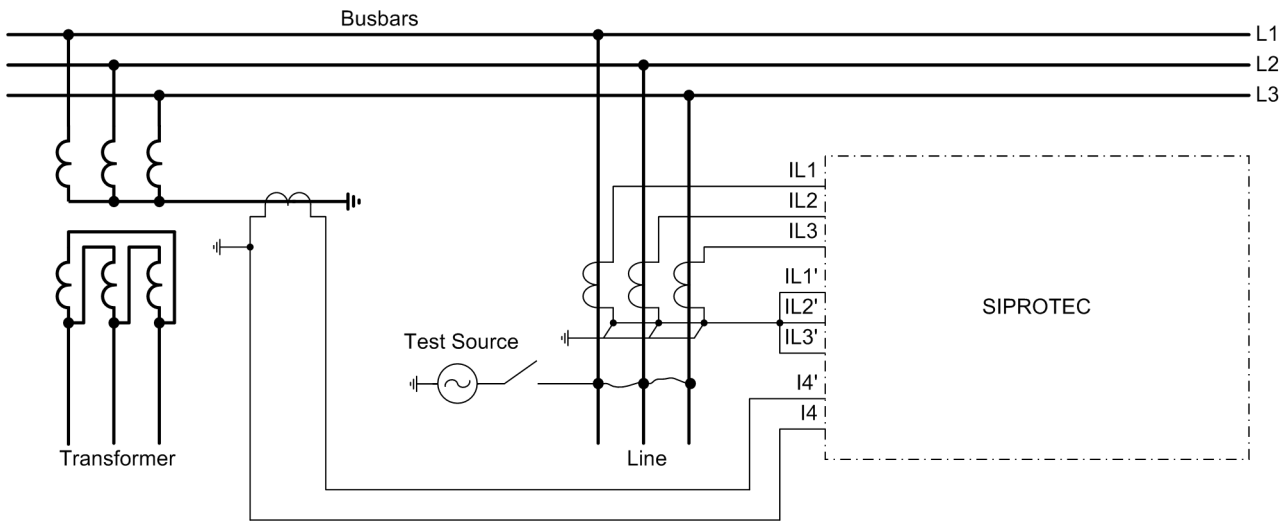 Busbars
L1
L2
L3
IL1
IL2
IL3
IL1'
IL2'
IL3'
SIPROTEC
Test Source
I4'
I4
Transformer
Line